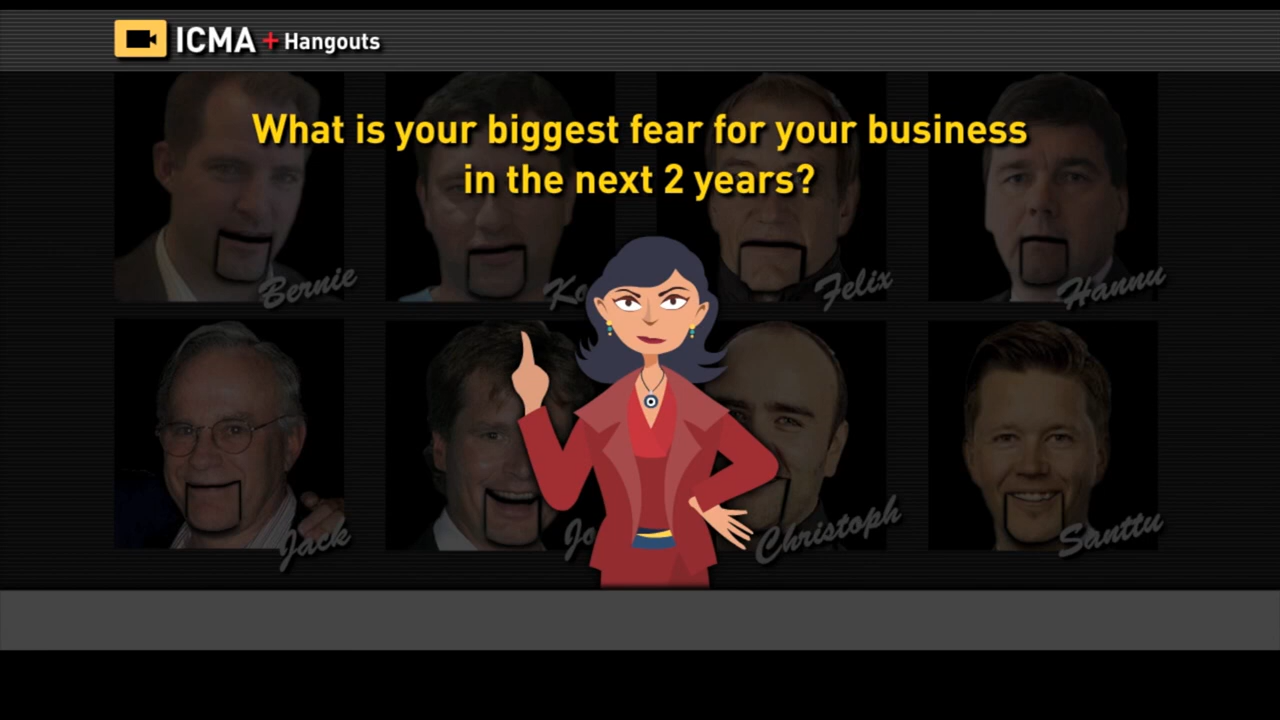 ICMA + Hangouts
What is your biggest fear for your business
in the next 2 years?
Bernie
Felix
Hannu
Jack
Christoph
Santtu